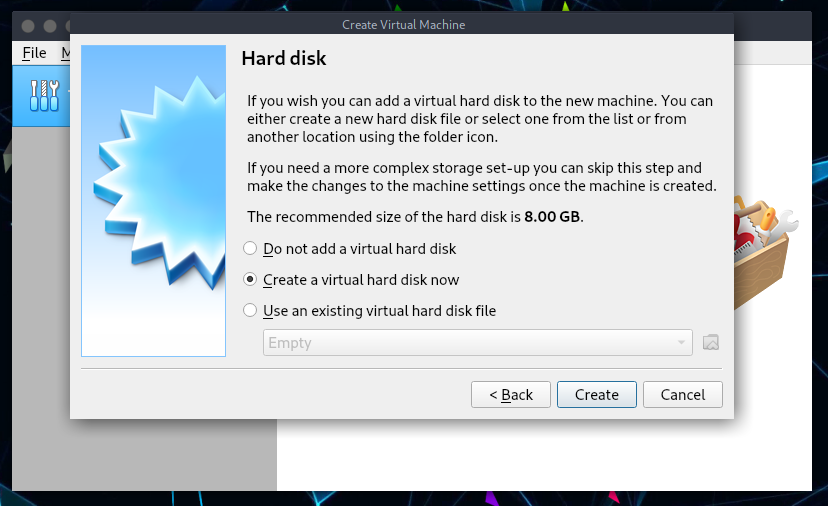 Create Virtual Machine
File
Hard disk
If you wish you can add a virtual hard disk to the new machine. You can
either create a new hard disk file or select one from the list or from
another location using the folder icon.
If you need a more complex storage set-up you can skip this step and
make the changes to the machine settings once the machine is created.
The recommended size of the hard disk is 8.00 GB.
Do not add a virtual hard disk
Create a virtual hard disk now
Use an existing virtual hard disk file
Empty
< Back
Create
Cancel